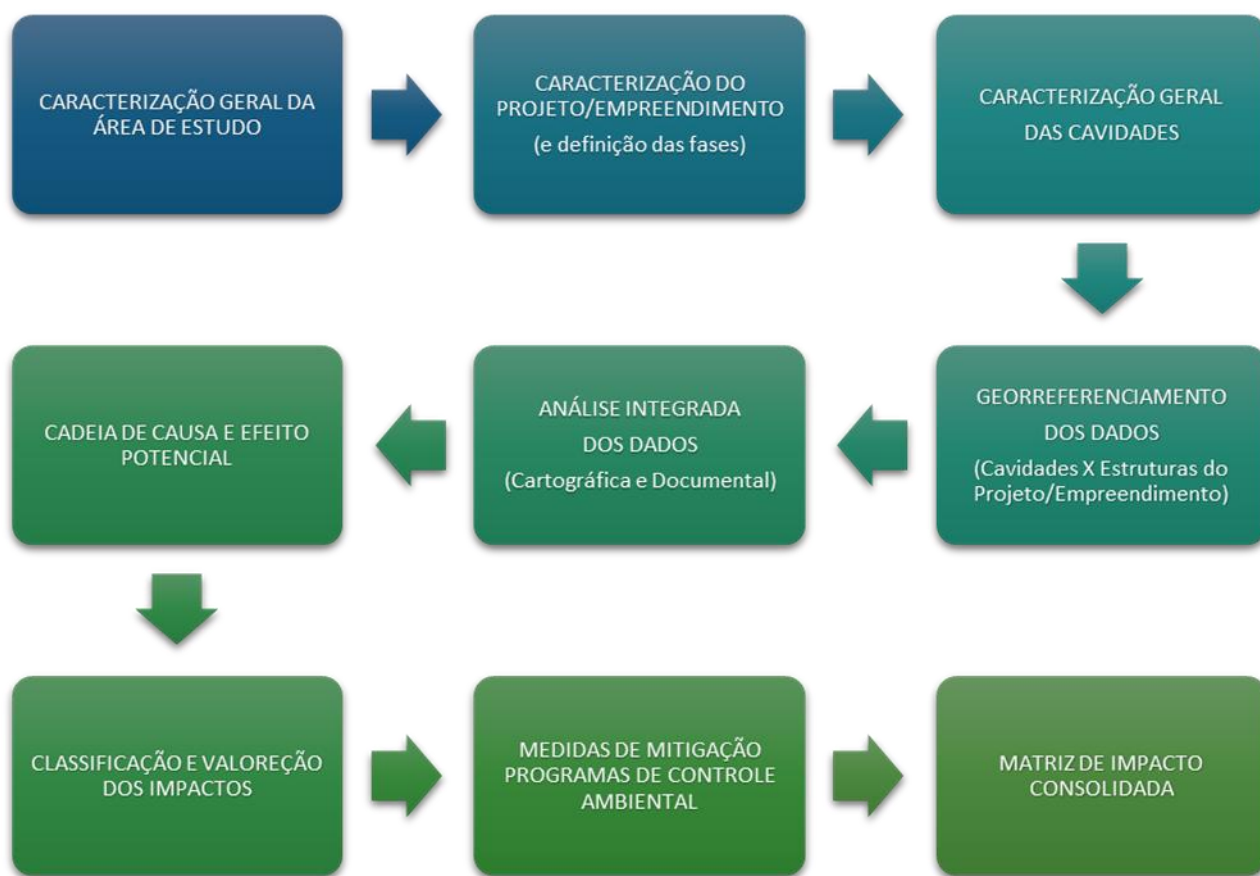 CARACTERIZAÇÃO GERAL DA
ÁREA DE ESTUDO
CARACTERIZAÇÃO DO
PROJETO/EMPREENDIMENTO
(e definição das fases)
CARACTERIZAÇÃO GERAL
DAS CAVIDADES
GEORREFERENCIAMENTO
DOS DADOS
(Cavidades X Estruturas do
Projeto/Empreendimento)
ANÁLISE INTEGRADA
DOS DADOS
(Cartográfica e Documental)
CADEIA DE CAUSA E EFEITO
POTENCIAL
CLASSIFICAÇÃO E VALOREÇÃO
DOS IMPACTOS
MEDIDAS DE MITIGAÇÃO
PROGRAMAS DE CONTROLE
AMBIENTAL
MATRIZ DE IMPACTO
CONSOLIDADA